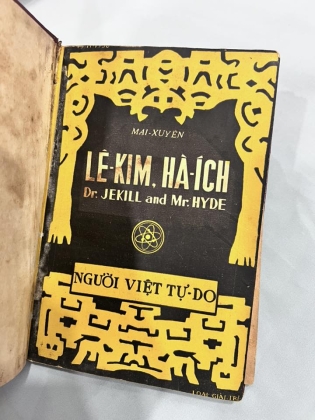 MAI-XUYÊN
LÊ-KIM, HÀ-ÍCH
Dr. JEKILL and Mr. HYDE
NGƯỜI VIỆT TỰ-DO
LOẠI GIẢI TRÍ